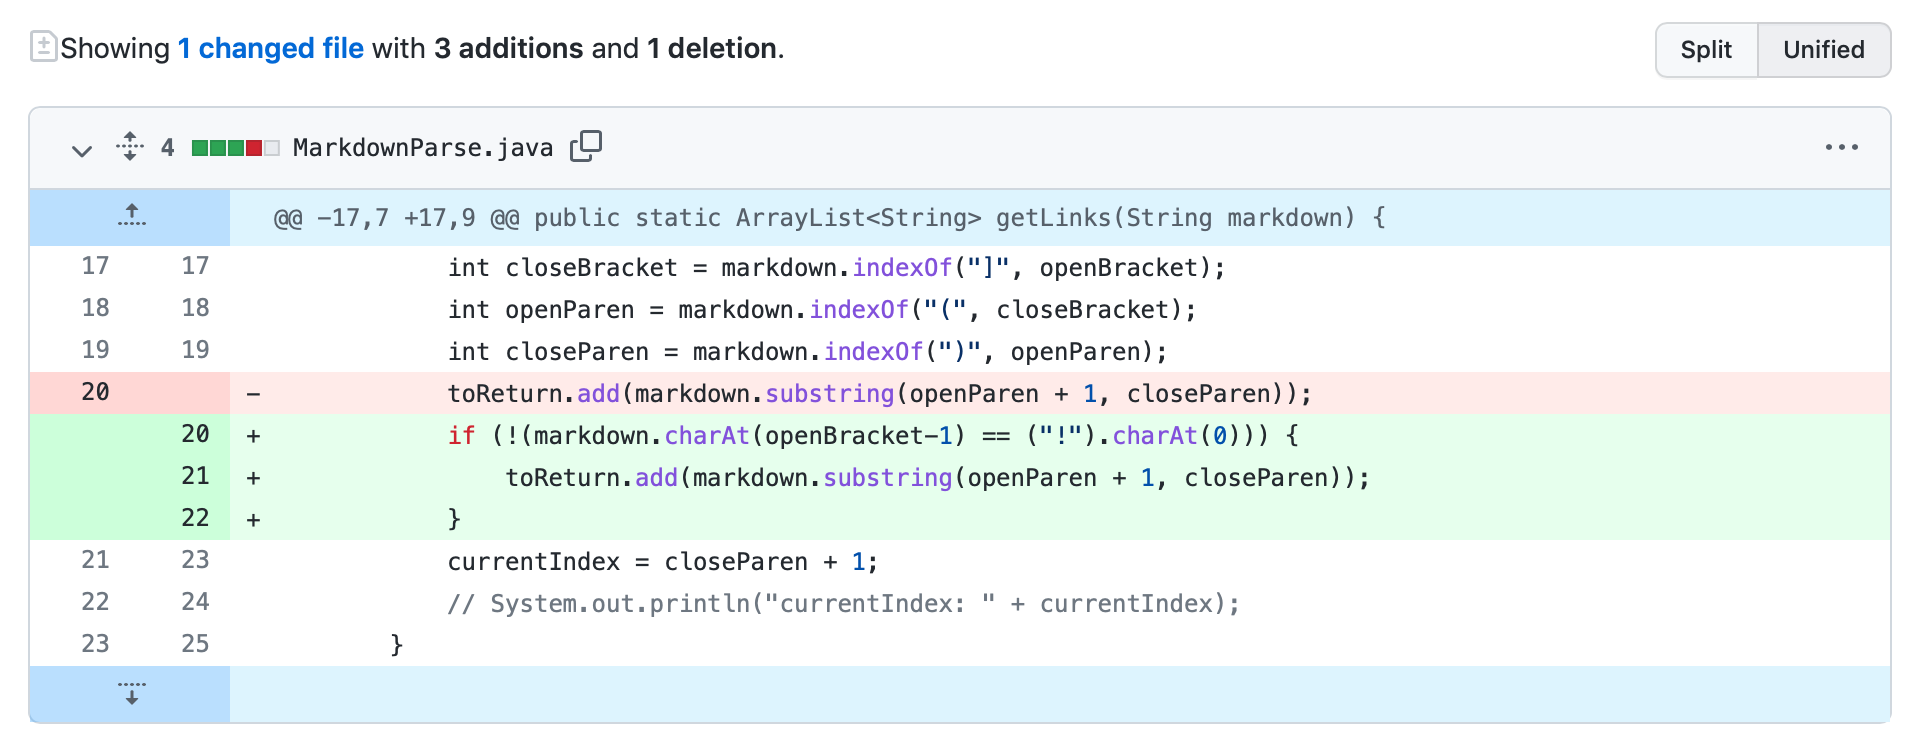 Showing 1 changed file with 3 additions and 1 deletion.
Split Unified
4 MarkdownParse.java
@@ -17,7 +17,9 @@ public static ArrayList<String> getLinks(String markdown) {
17 17 int closeBracket = markdown.indexOf("]", openBracket);
18 18 int openParen = markdown.indexOf("(", closeBracket);
19 19 int closeParen = markdown.indexOf(")", openParen);
20 - toReturn.add(markdown.substring(openParen + 1, closeParen));
20 + if (!(markdown.charAt(openBracket-1) == ("!").charAt(0))) {
21 + toReturn.add(markdown.substring(openParen + 1, closeParen));
22 + }
21 23 currentIndex = closeParen + 1;
22 24 // System.out.println("currentIndex: " + currentIndex);
23 25 }